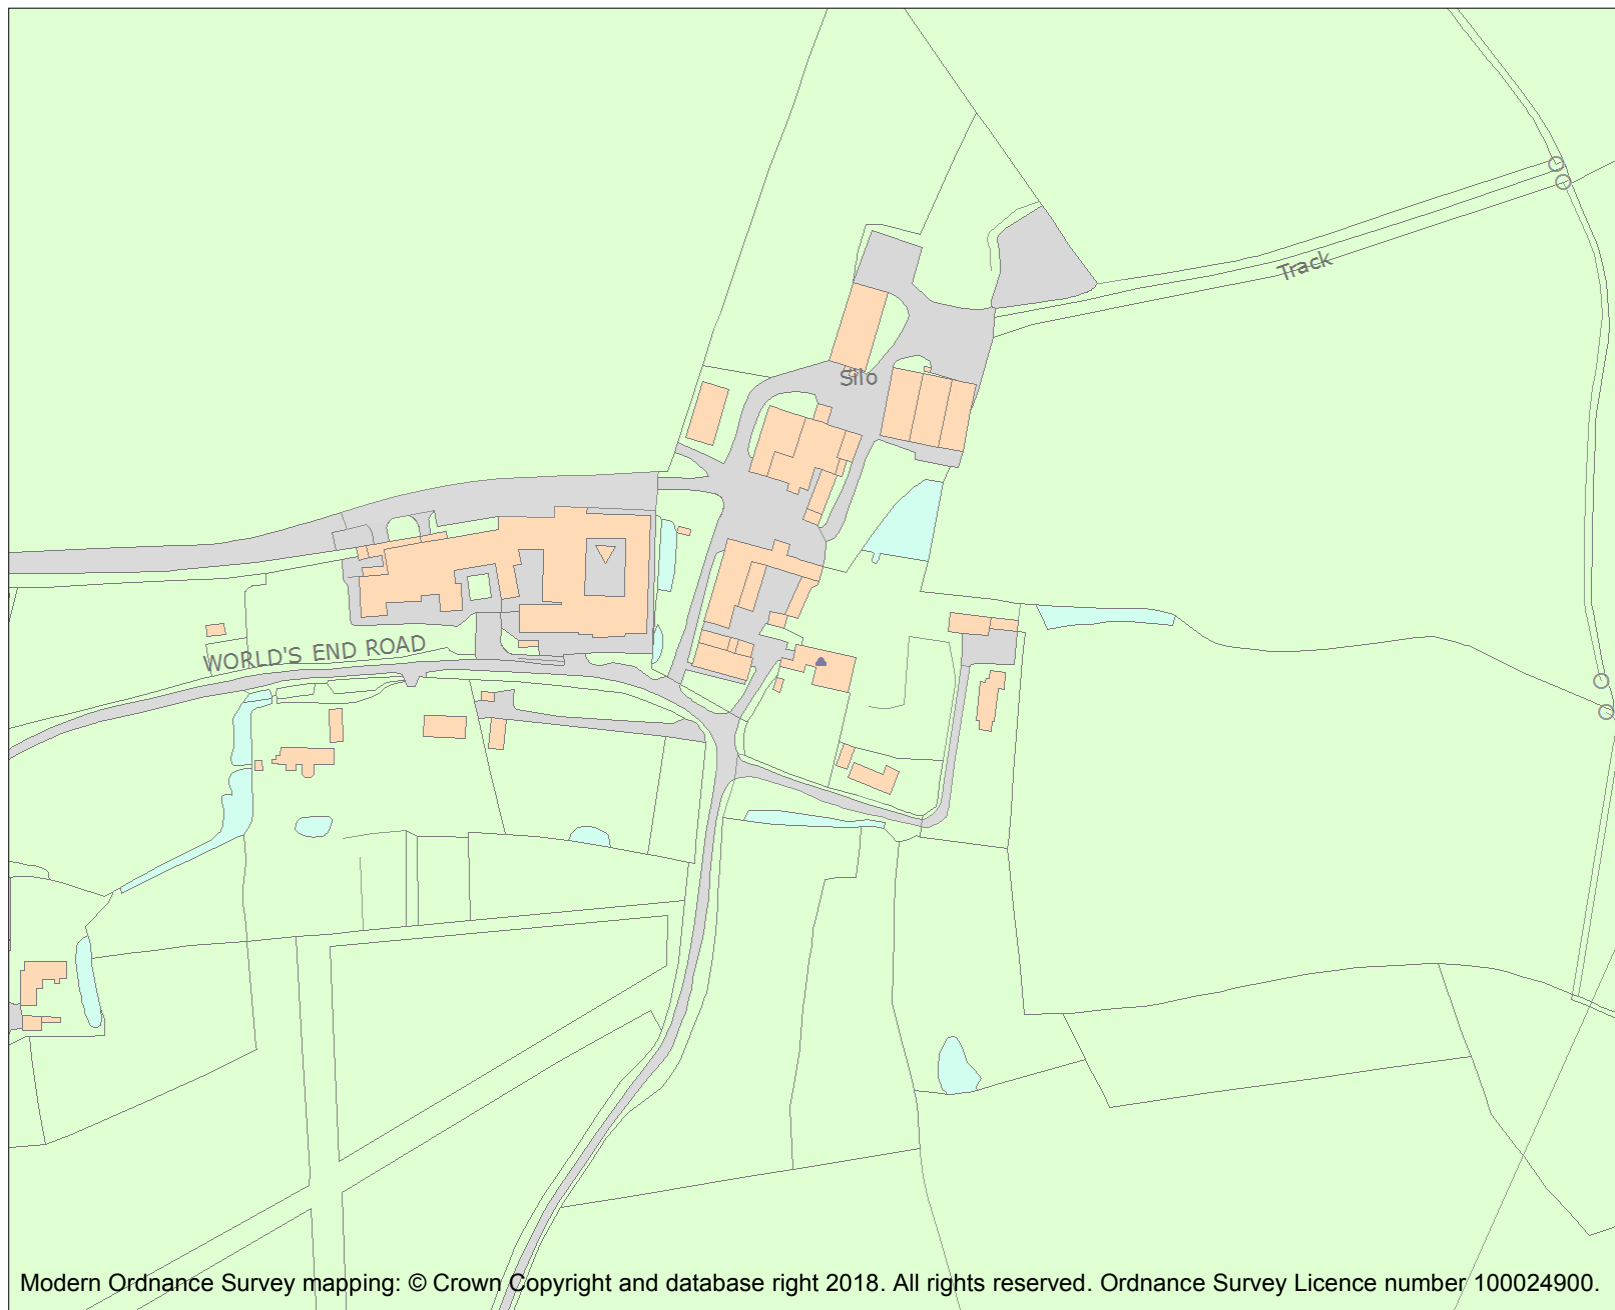 Track
Silo
WORLD'S END ROAD
Modern Ordnance Survey mapping: © Crown Copyright and database right 2018. All rights reserved. Ordnance Survey Licence number 100024900.